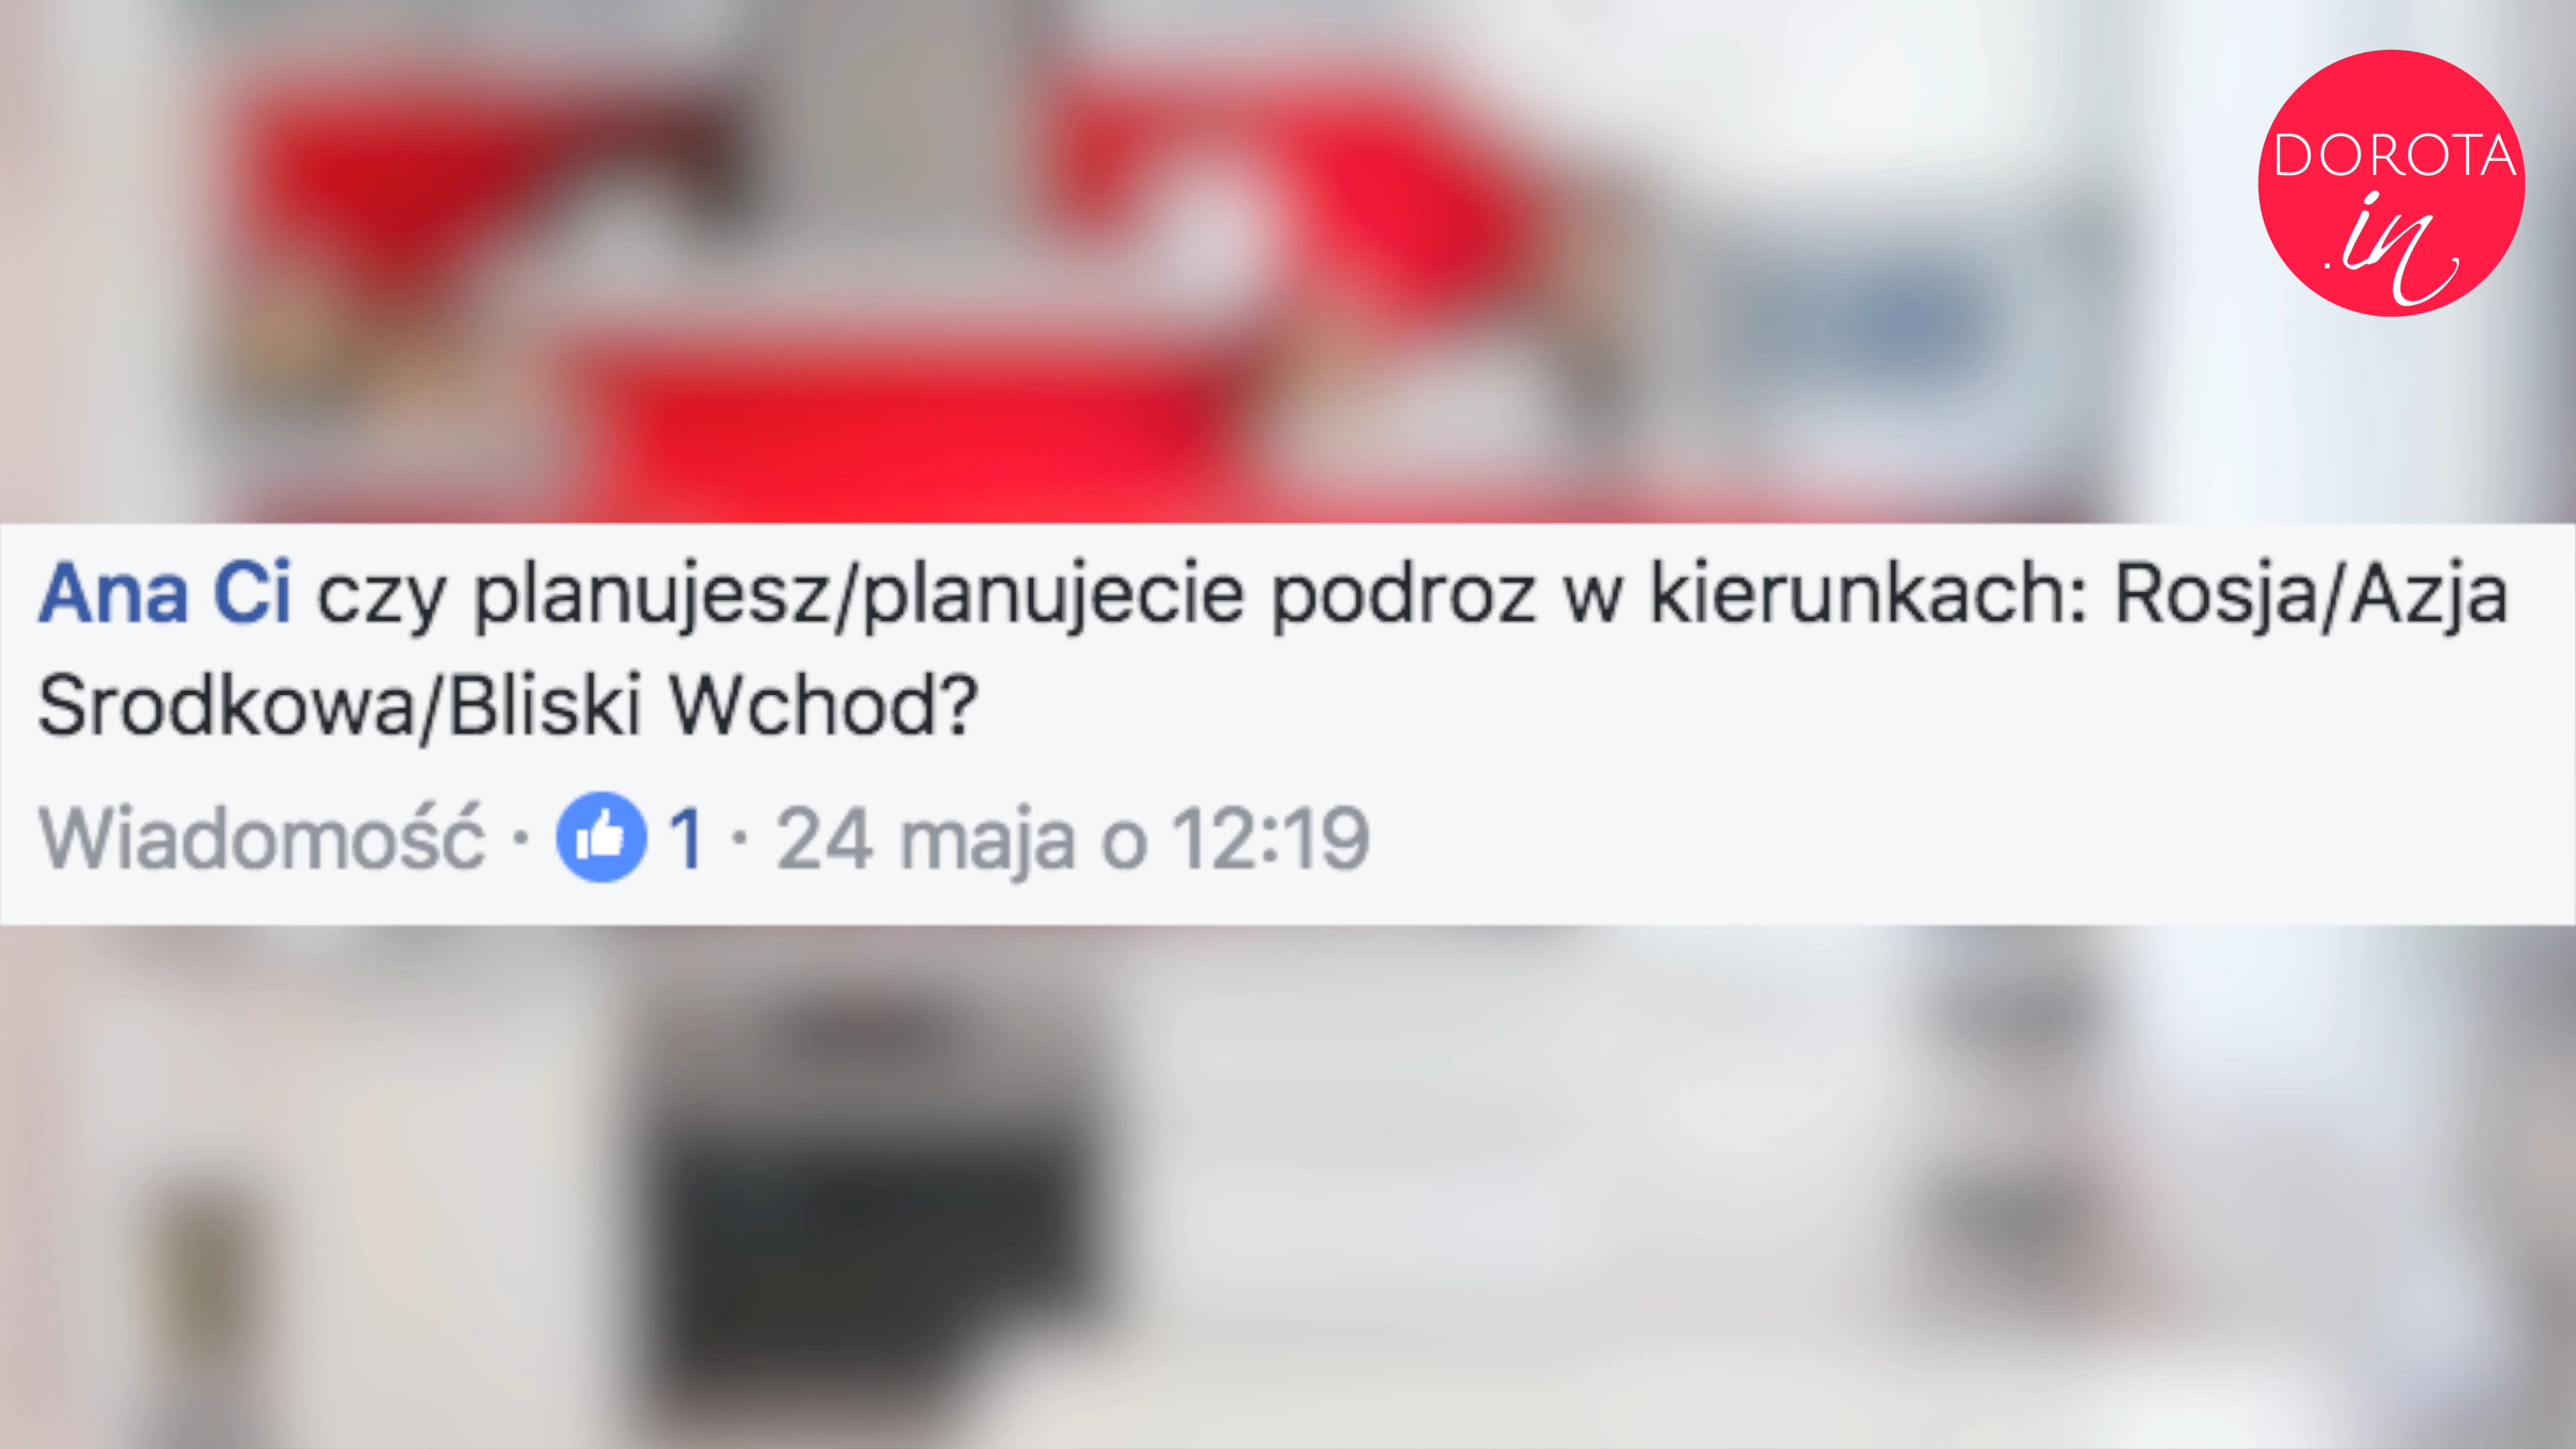 DOROTA
.in
Ana Ci czy planujesz/planujecie podroz w kierunkach: Rosja/Azja
Srodkowa/Bliski Wchod?
Wiadomość · 1 · 24 maja o 12:19